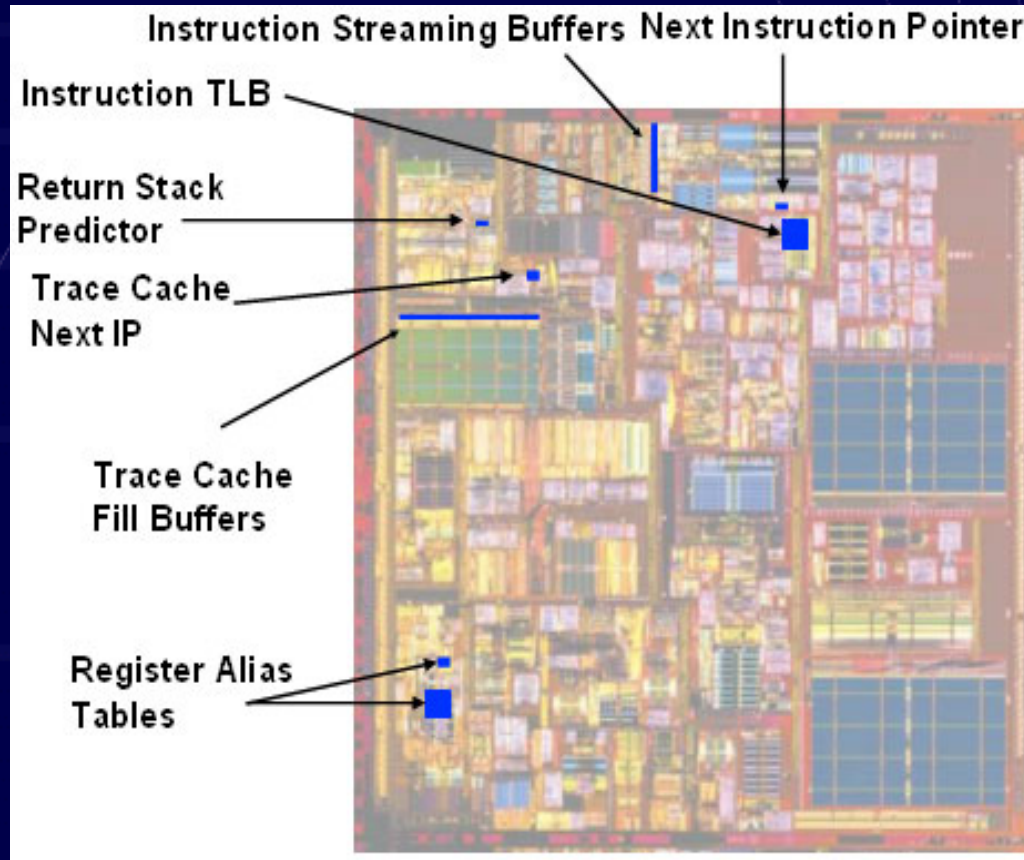 Instruction Streaming Buffers Next Instruction Pointer
Instruction TLB
Return Stack
Predictor
Trace Cache
Next IP
Trace Cache
Fill Buffers
Register Alias
Tables